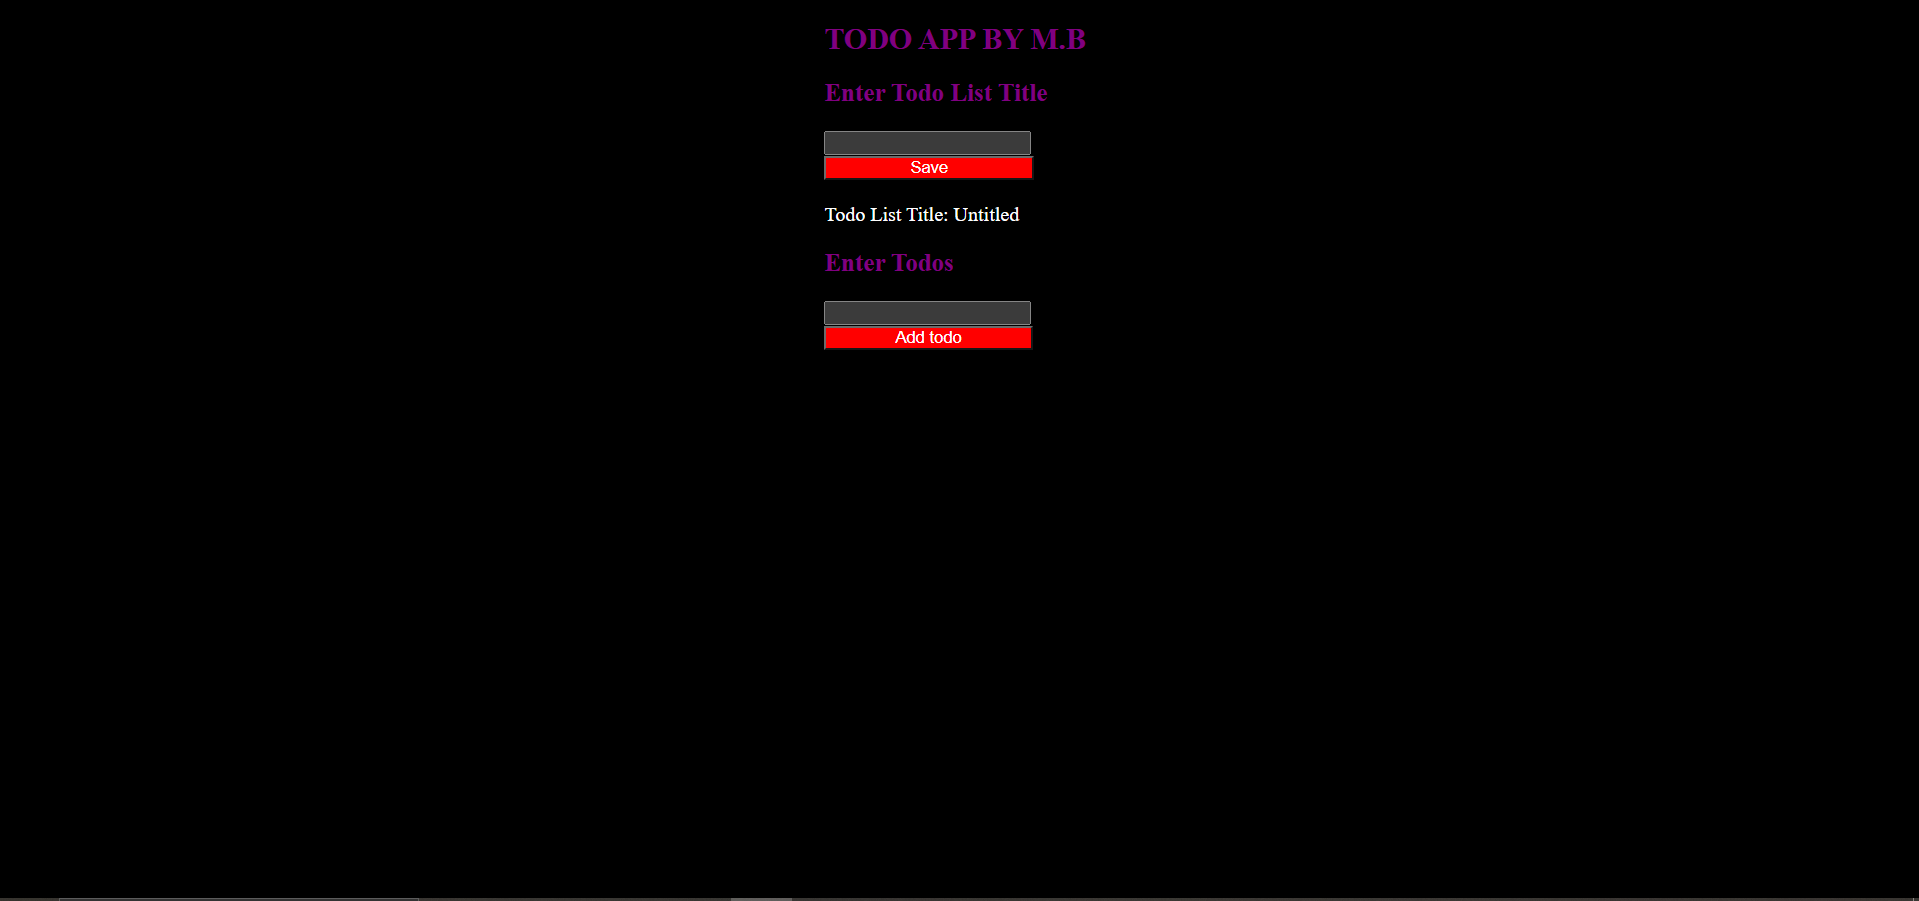 TODO APP BY M.B
Enter Todo List Title
Save
Todo List Title: Untitled
Enter Todos
Add todo